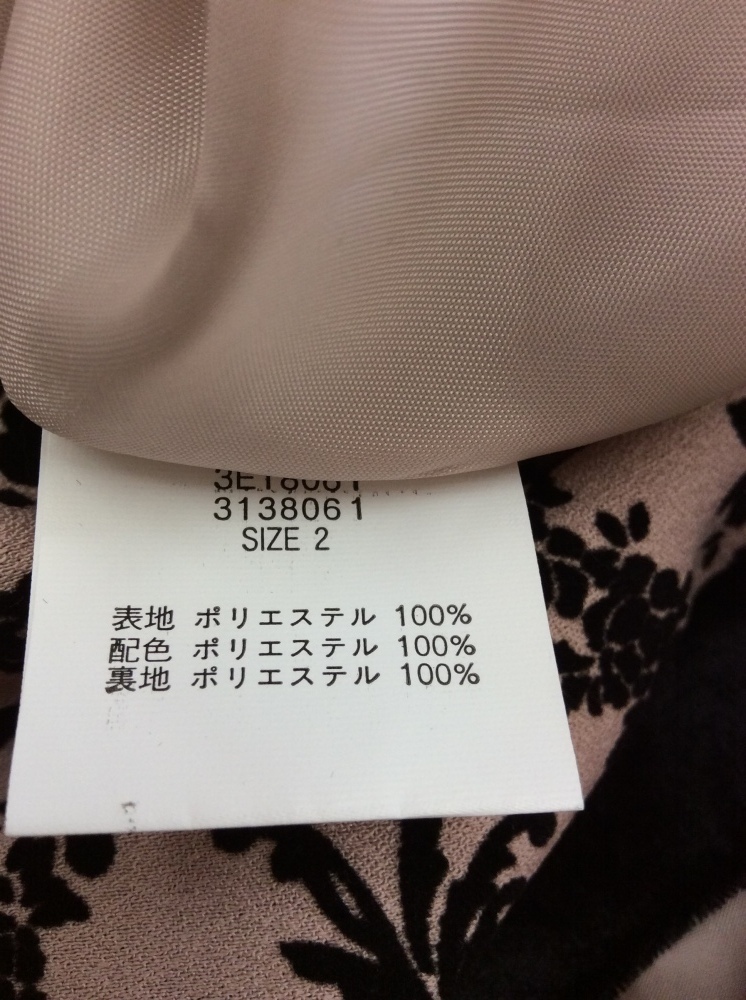 3138061
SIZE 2
表地 ポリエステル 100%
配色 ポリエステル 100%
裏地 ポリエステル 100%